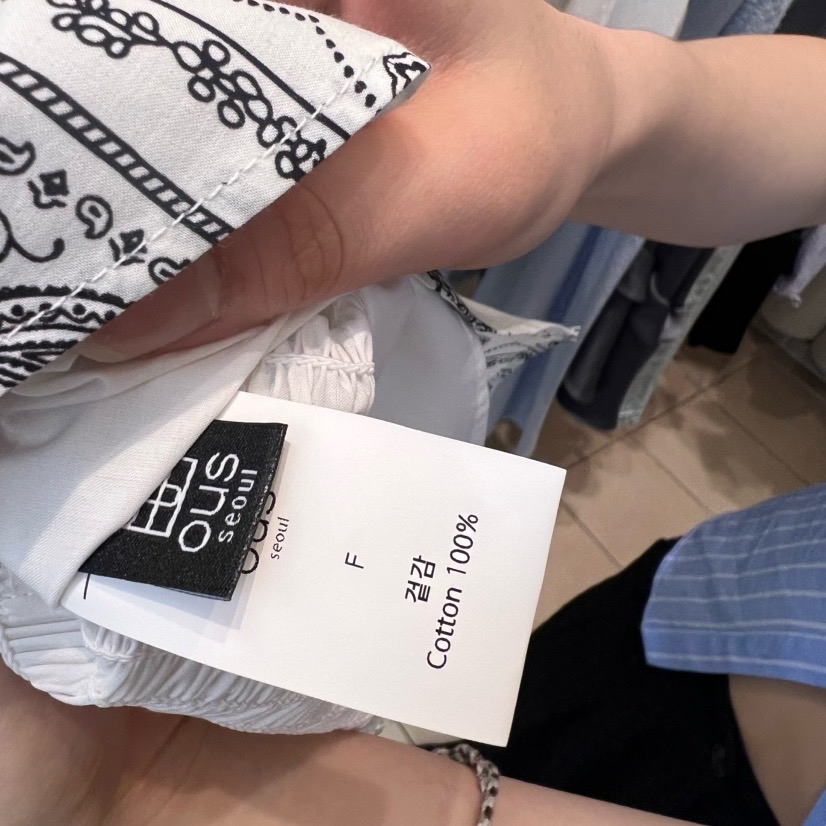 ous
seoul
seoul
F
겉감
Cotton 100%